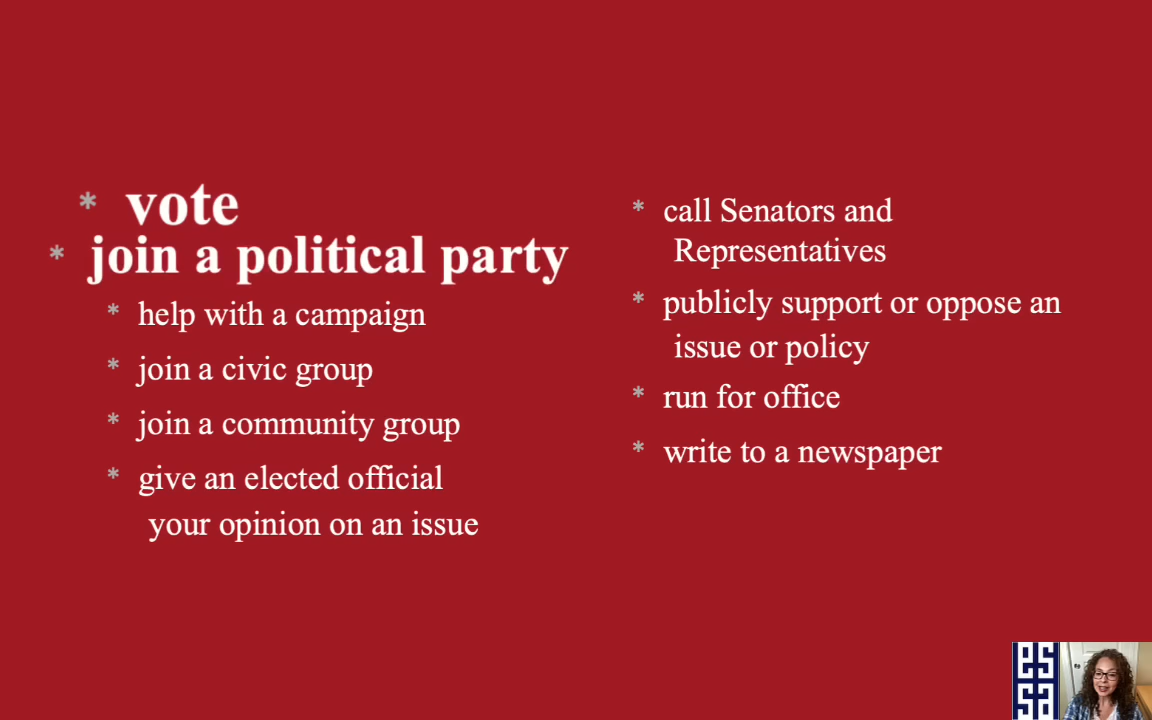 * vote
* join a political party
* help with a campaign
* join a civic group
* join a community group
* give an elected official
your opinion on an issue
* call Senators and
Representatives
* publicly support or oppose an
issue or policy
* run for office
* write to a newspaper